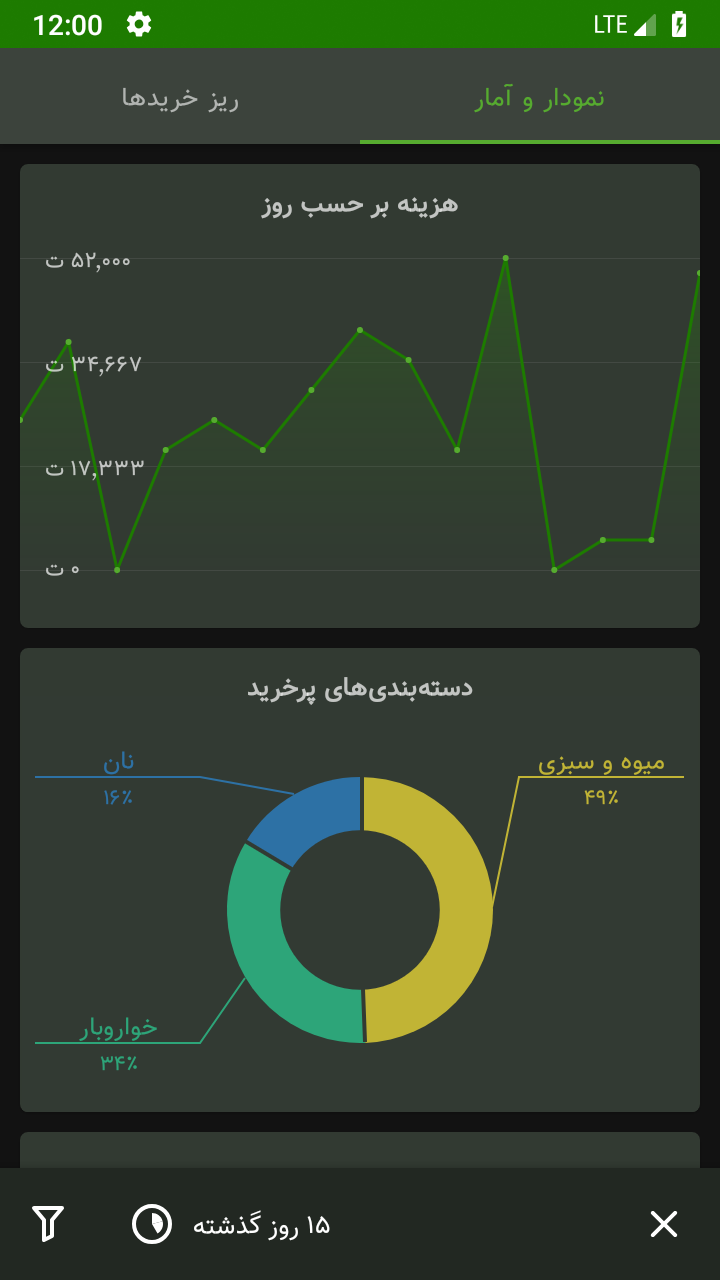 12:00 LTE
نمودار و آمار
ریز خریدها
هزینه بر حسب روز
۵۲,۰۰۰ ت
۳۴,۶۶۷ ت
۱۷,۳۳۳ ت
۰ ت
دسته‌بندی‌های پرخرید
میوه و سبزی
۴۹٪
نان
۱۶٪
خواروبار
۳۴٪
۱۵ روز گذشته